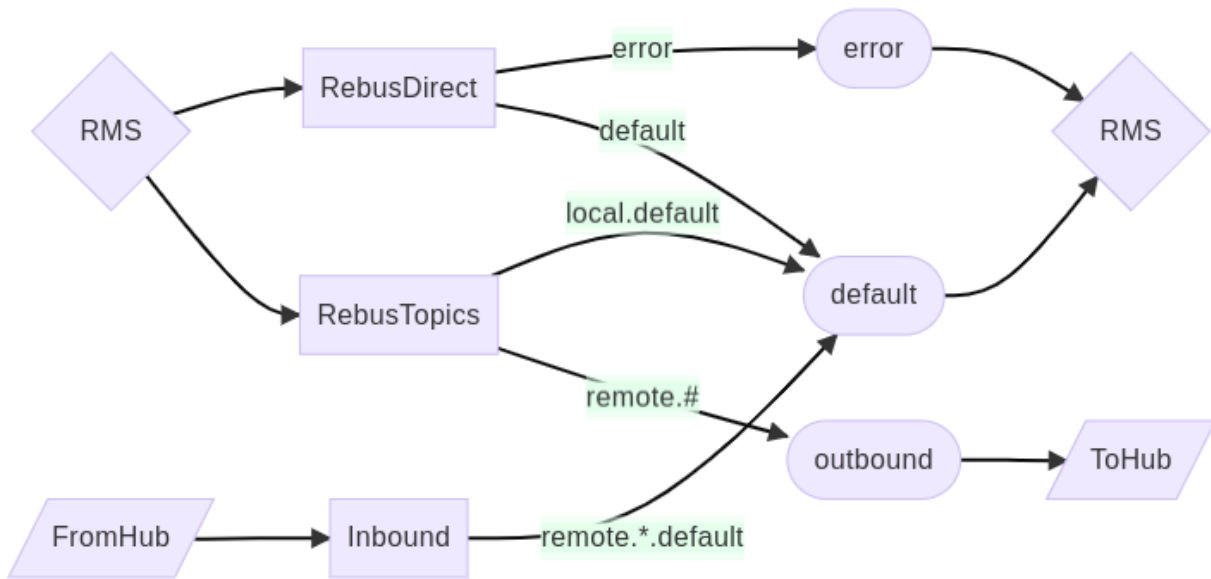 error
error
RMS
RebusDirect
RMS
default
local.default
default
RebusTopics
remote.#
outbound
ToHub
FromHub
Inbound
remote.*.default